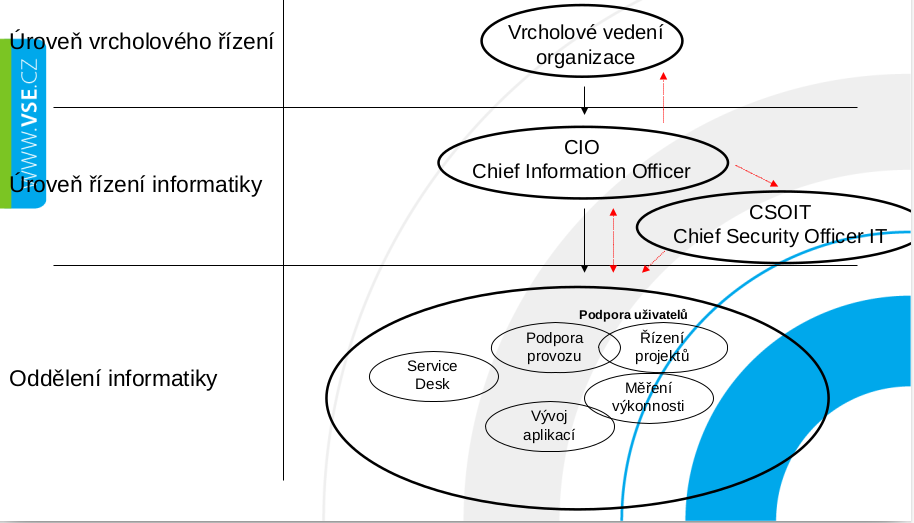 Úroveň vrcholového řízení
Vrcholové vedení
organizace
WWW.VSE.CZ
CIO
Chief Information Officer
Úroveň řízení informatiky
CSOIT
Chief Security Officer IT
Podpora uživatelů
Podpora
provozu
Řízení
projektů
Service
Desk
Oddělení informatiky
Měření
výkonnosti
Vývoj
aplikací